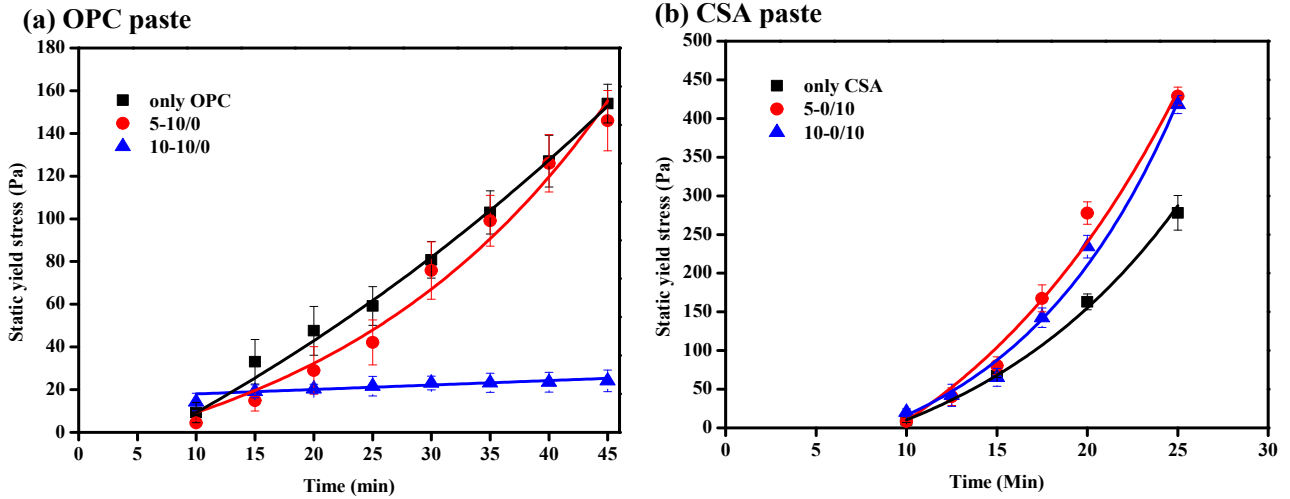 (a) OPC paste
180
160
140
120
100
80
60
40
20
0
Static yield stress (Pa)
only OPC
5-10/0
10-10/0
0 5 10 15 20 25 30 35 40 45
Time (min)
(b) CSA paste
500
450
400
350
300
250
200
150
100
50
0
Static yield stress (Pa)
only CSA
5-0/10
10-0/10
0 5 10 15 20 25 30
Time (Min)